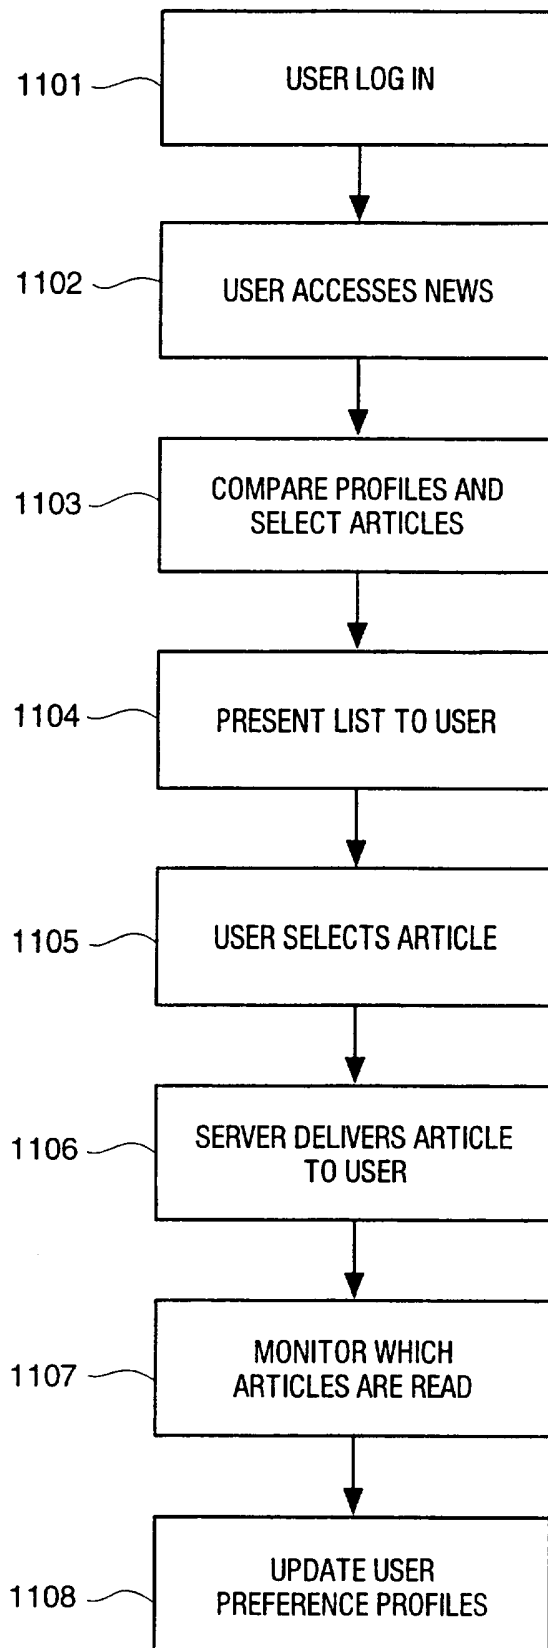 1101
USER LOG IN
1102
USER ACCESSES NEWS
1103
COMPARE PROFILES AND
SELECT ARTICLES
1104
PRESENT LIST TO USER
1105
USER SELECTS ARTICLE
1106
SERVER DELIVERS ARTICLE
TO USER
1107
MONITOR WHICH
ARTICLES ARE READ
1108
UPDATE USER
PREFERENCE PROFILES